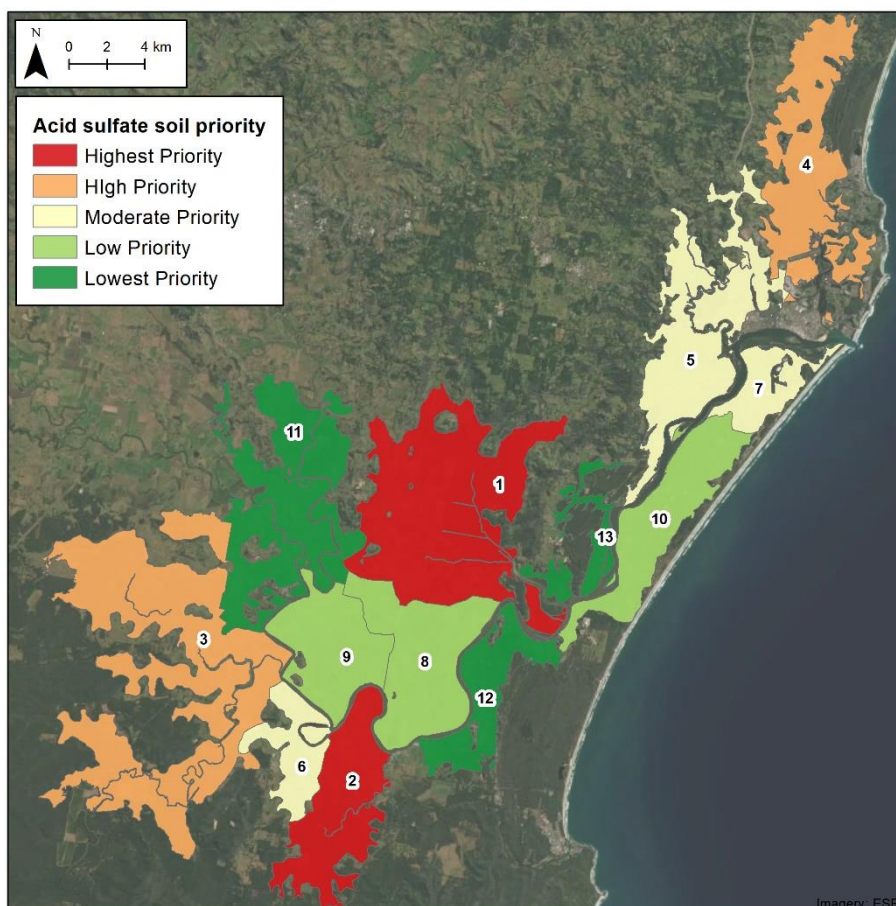 N
0 2 4 km
Acid sulfate soil priority
Highest Priority
HIgh Priority
Moderate Priority
Low Priority
Lowest Priority
4
5
7
11
1
10
13
3
9
8
12
6
2
Imagery: